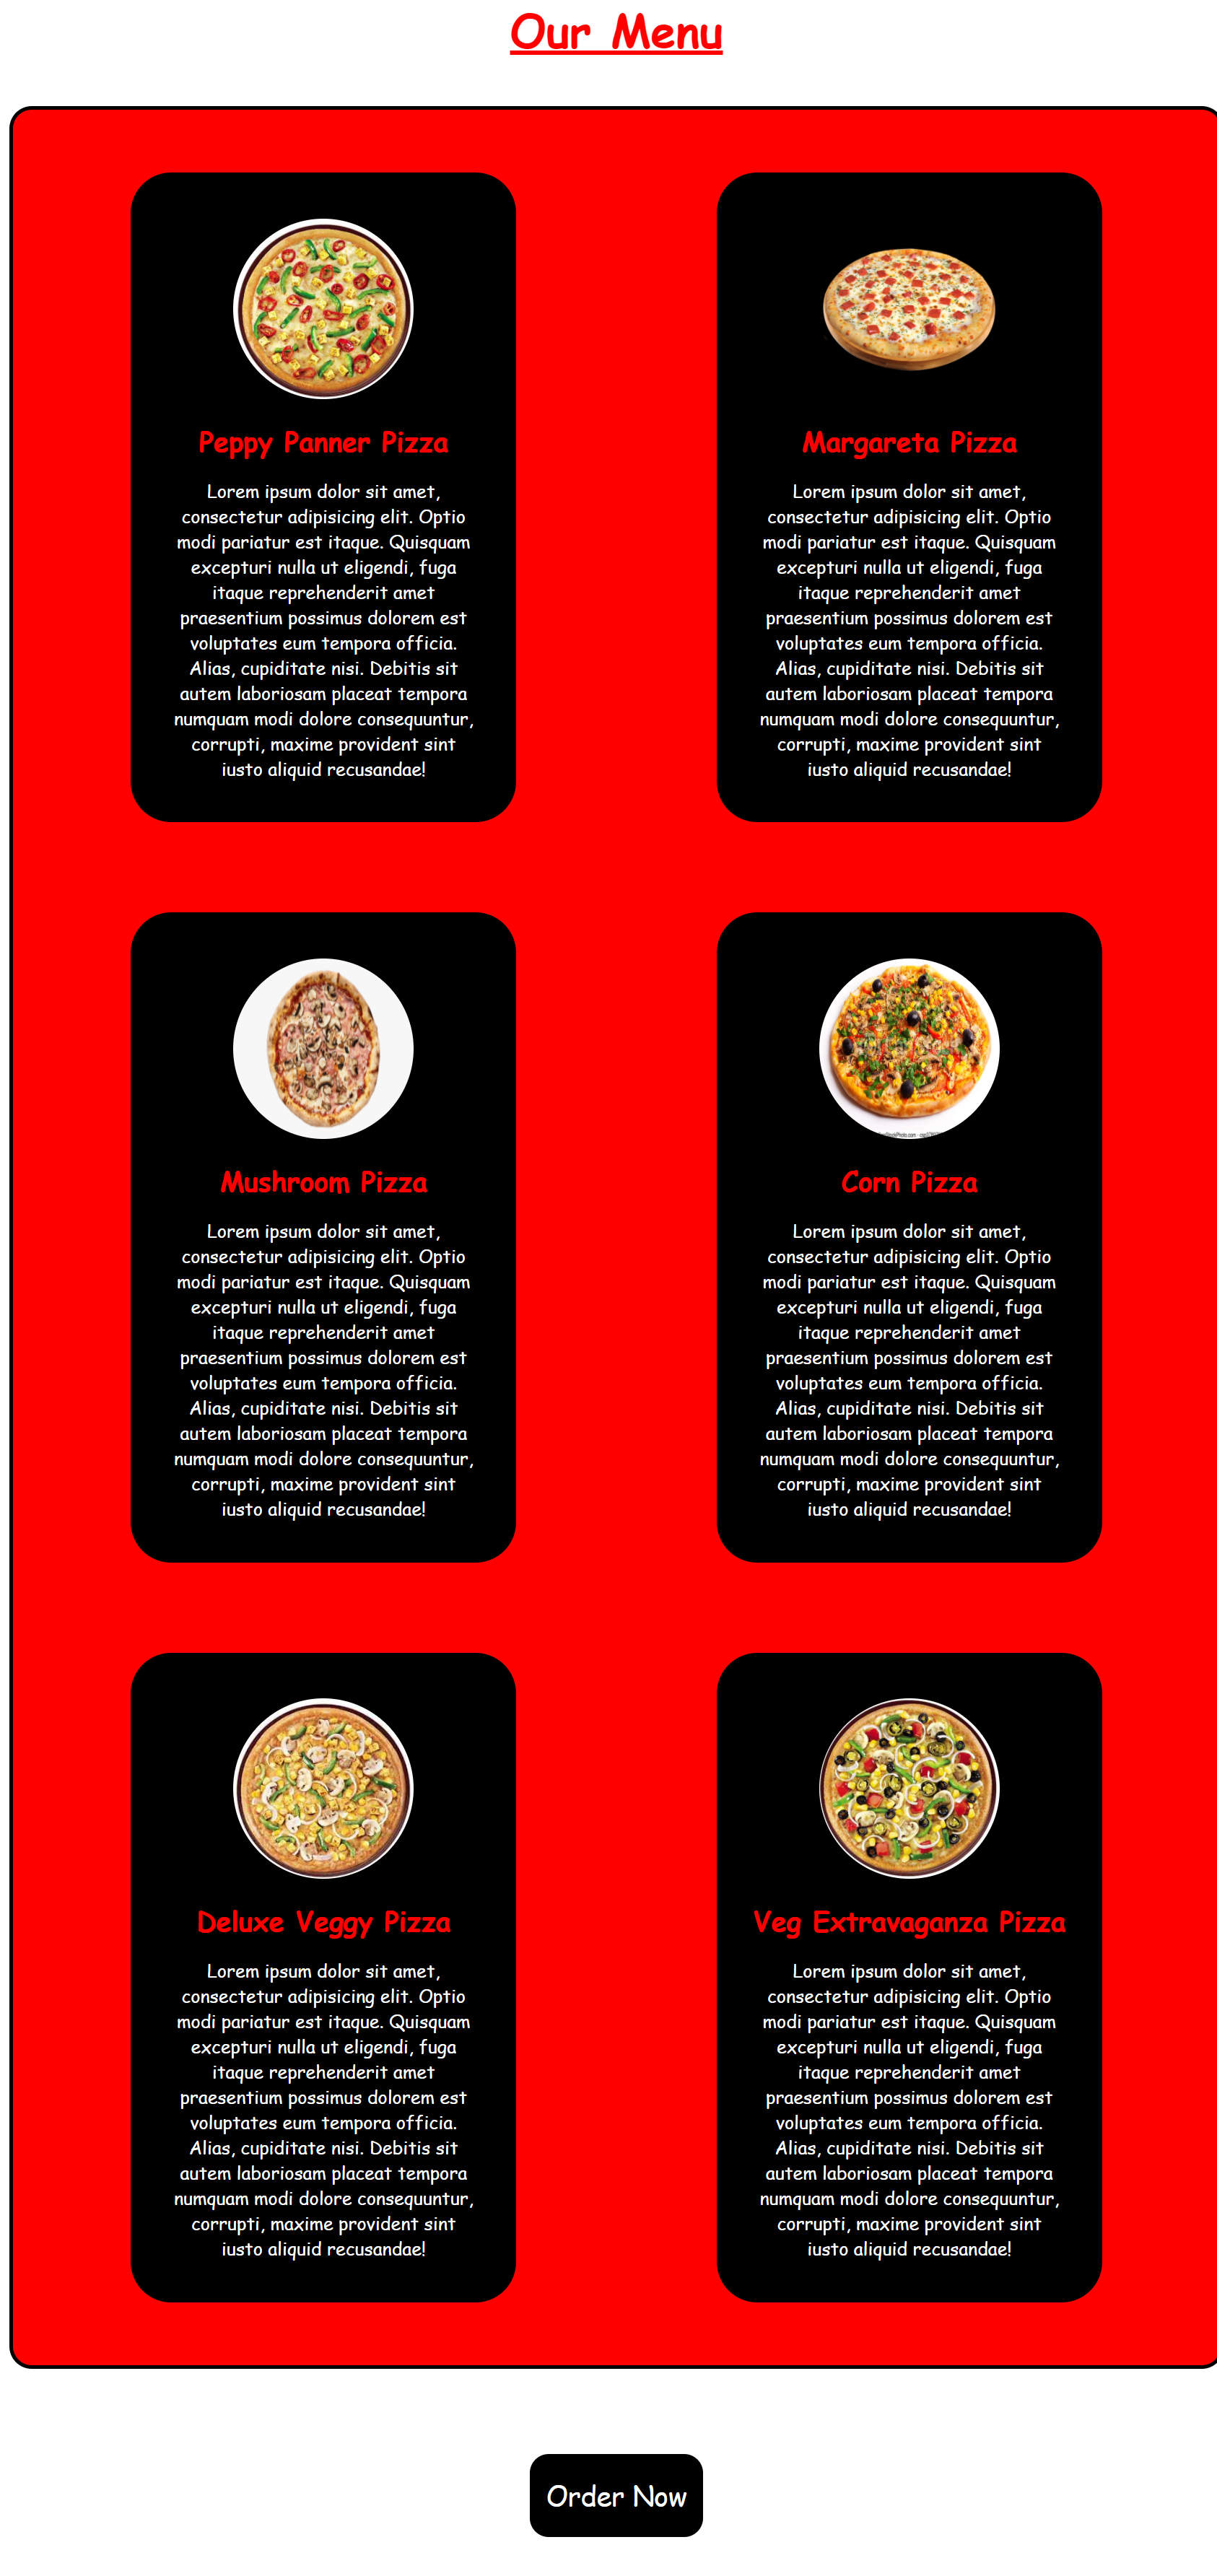 Our Menu
Peppy Panner Pizza
Lorem ipsum dolor sit amet,
consectetur adipisicing elit. Optio
modi pariatur est itaque. Quisquam
excepturi nulla ut eligendi, fuga
itaque reprehenderit amet
praesentium possimus dolorem est
voluptates eum tempora officia.
Alias, cupiditate nisi. Debitis sit
autem laboriosam placeat tempora
numquam modi dolore consequuntur,
corrupti, maxime provident sint
iusto aliquid recusandae!
Margareta Pizza
Lorem ipsum dolor sit amet,
consectetur adipisicing elit. Optio
modi pariatur est itaque. Quisquam
excepturi nulla ut eligendi, fuga
itaque reprehenderit amet
praesentium possimus dolorem est
voluptates eum tempora officia.
Alias, cupiditate nisi. Debitis sit
autem laboriosam placeat tempora
numquam modi dolore consequuntur,
corrupti, maxime provident sint
iusto aliquid recusandae!
Mushroom Pizza
Lorem ipsum dolor sit amet,
consectetur adipisicing elit. Optio
modi pariatur est itaque. Quisquam
excepturi nulla ut eligendi, fuga
itaque reprehenderit amet
praesentium possimus dolorem est
voluptates eum tempora officia.
Alias, cupiditate nisi. Debitis sit
autem laboriosam placeat tempora
numquam modi dolore consequuntur,
corrupti, maxime provident sint
iusto aliquid recusandae!
Corn Pizza
Lorem ipsum dolor sit amet,
consectetur adipisicing elit. Optio
modi pariatur est itaque. Quisquam
excepturi nulla ut eligendi, fuga
itaque reprehenderit amet
praesentium possimus dolorem est
voluptates eum tempora officia.
Alias, cupiditate nisi. Debitis sit
autem laboriosam placeat tempora
numquam modi dolore consequuntur,
corrupti, maxime provident sint
iusto aliquid recusandae!
Deluxe Veggy Pizza
Lorem ipsum dolor sit amet,
consectetur adipisicing elit. Optio
modi pariatur est itaque. Quisquam
excepturi nulla ut eligendi, fuga
itaque reprehenderit amet
praesentium possimus dolorem est
voluptates eum tempora officia.
Alias, cupiditate nisi. Debitis sit
autem laboriosam placeat tempora
numquam modi dolore consequuntur,
corrupti, maxime provident sint
iusto aliquid recusandae!
Veg Extravaganza Pizza
Lorem ipsum dolor sit amet,
consectetur adipisicing elit. Optio
modi pariatur est itaque. Quisquam
excepturi nulla ut eligendi, fuga
itaque reprehenderit amet
praesentium possimus dolorem est
voluptates eum tempora officia.
Alias, cupiditate nisi. Debitis sit
autem laboriosam placeat tempora
numquam modi dolore consequuntur,
corrupti, maxime provident sint
iusto aliquid recusandae!
Order Now